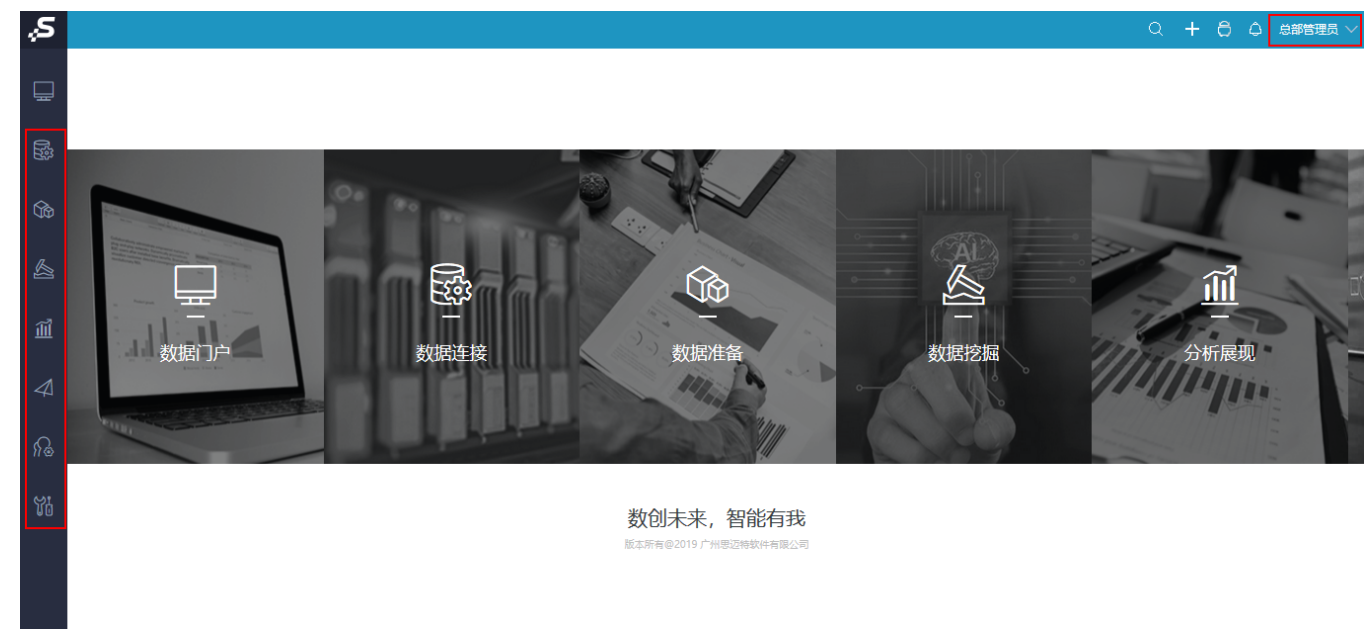 总部管理员
AI
数据门户
数据连接
数据准备
数据挖掘
分析展现
数创未来，智能有我
版本所有@2019 广州思迈特软件有限公司